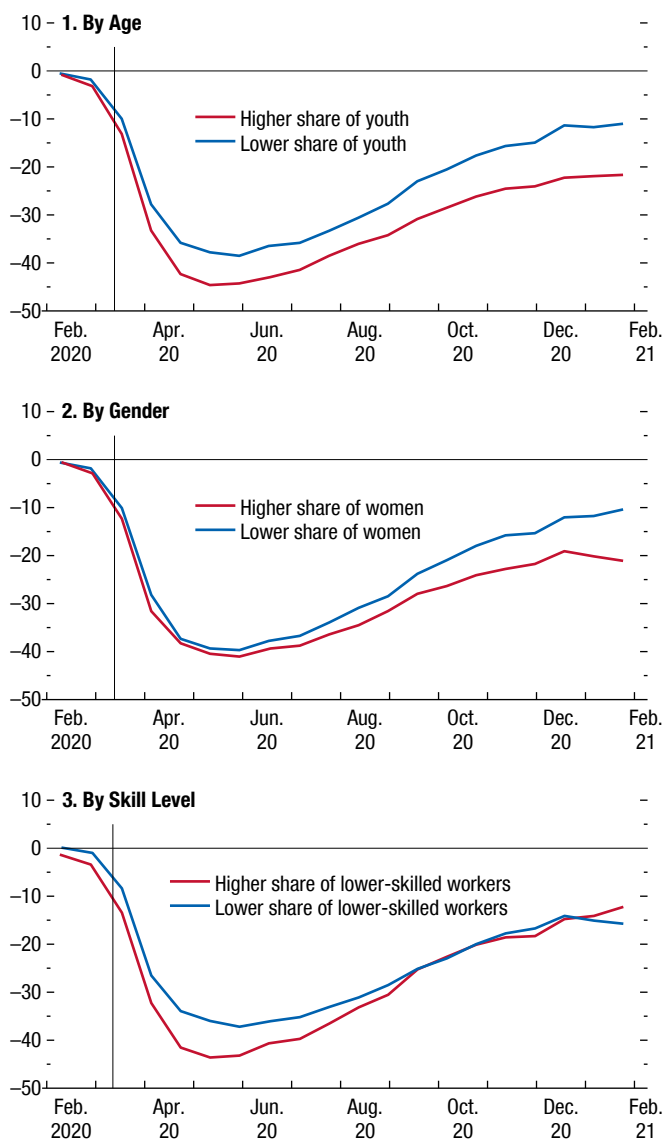 1. By Age
10
0
–10
–20
–30
–40
–50
Higher share of youth
Lower share of youth
Feb. Apr. Jun. Aug. Oct. Dec. Feb.
2020 20 20 20 20 20 21
2. By Gender
10
0
–10
–20
–30
–40
–50
Higher share of women
Lower share of women
Feb. Apr. Jun. Aug. Oct. Dec. Feb.
2020 20 20 20 20 20 21
3. By Skill Level
10
0
–10
–20
–30
–40
–50
Higher share of lower-skilled workers
Lower share of lower-skilled workers
Feb. Apr. Jun. Aug. Oct. Dec. Feb.
2020 20 20 20 20 20 21